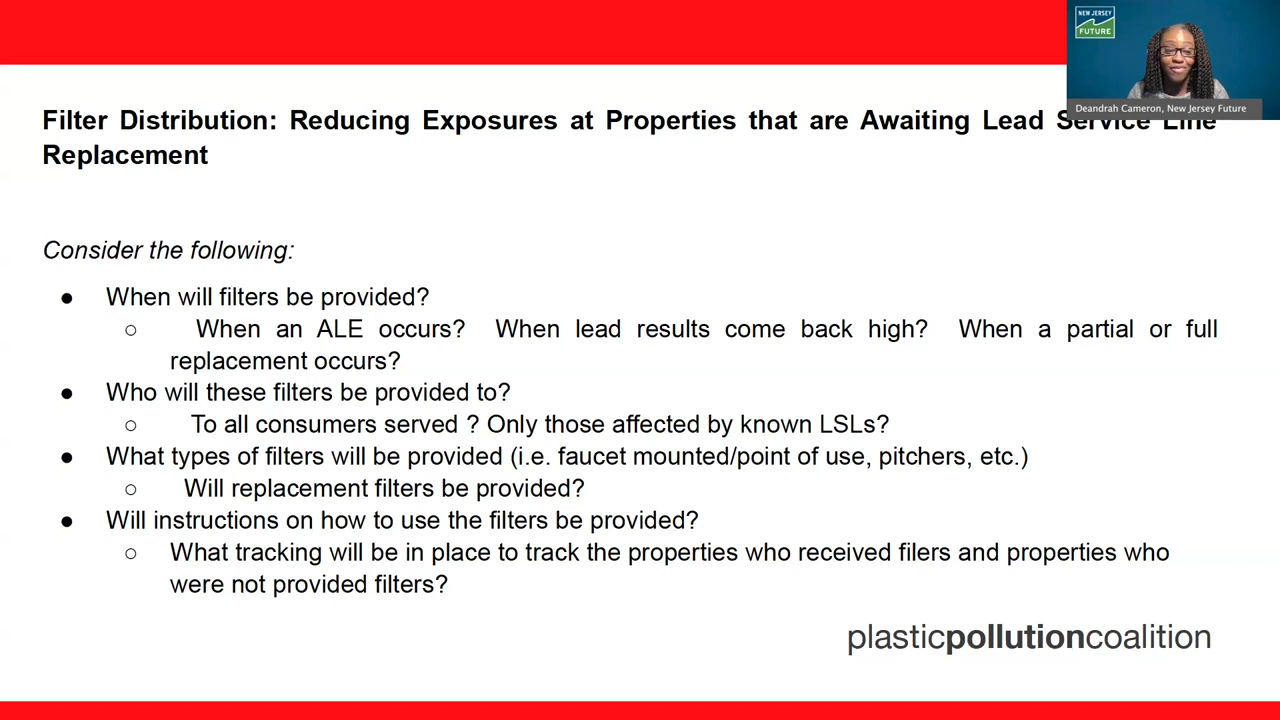 NEW JERSEY
FUTURE
Deandrah Cameron, New Jersey Future
Filter Distribution: Reducing Exposures at Properties that are Awaiting Lead Service Line
Replacement
Consider the following:
● When will filters be provided?
○ When an ALE occurs? When lead results come back high? When a partial or full
replacement occurs?
● Who will these filters be provided to?
○ To all consumers served ? Only those affected by known LSLs?
● What types of filters will be provided (i.e. faucet mounted/point of use, pitchers, etc.)
○ Will replacement filters be provided?
● Will instructions on how to use the filters be provided?
○ What tracking will be in place to track the properties who received filers and properties who
were not provided filters?
plasticpollutioncoalition